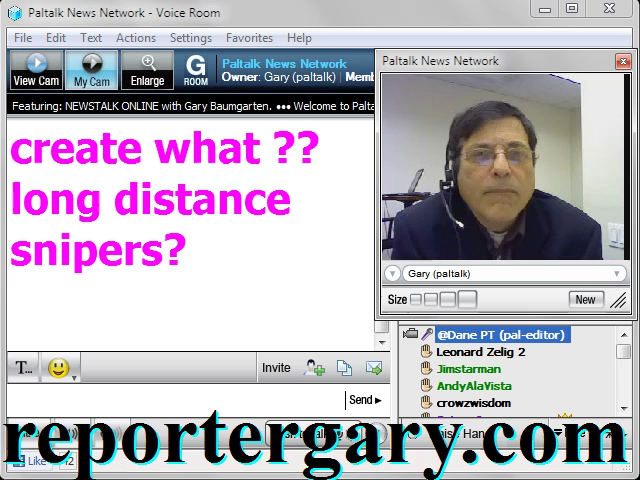 Paltalk News Network - Voice Room
File Edit Text Actions Settings Favorites Help
View Cam
My Cam
Enlarge
G
ROOM
Paltalk News Network
Owner: Gary (paltalk) | Memb
Featuring: NEWSTALK ONLINE with Gary Baumgarten. ●●● Welcome to Palta
create what ??
long distance
snipers?
Paltalk News Network
Gary (paltalk)
Size
New
@Dane PT (pal-editor)
Leonard Zelig 2
Jimstarman
AndyAlaVista
crowzwisdom
T...
Invite
Send
reportergary.com
Like